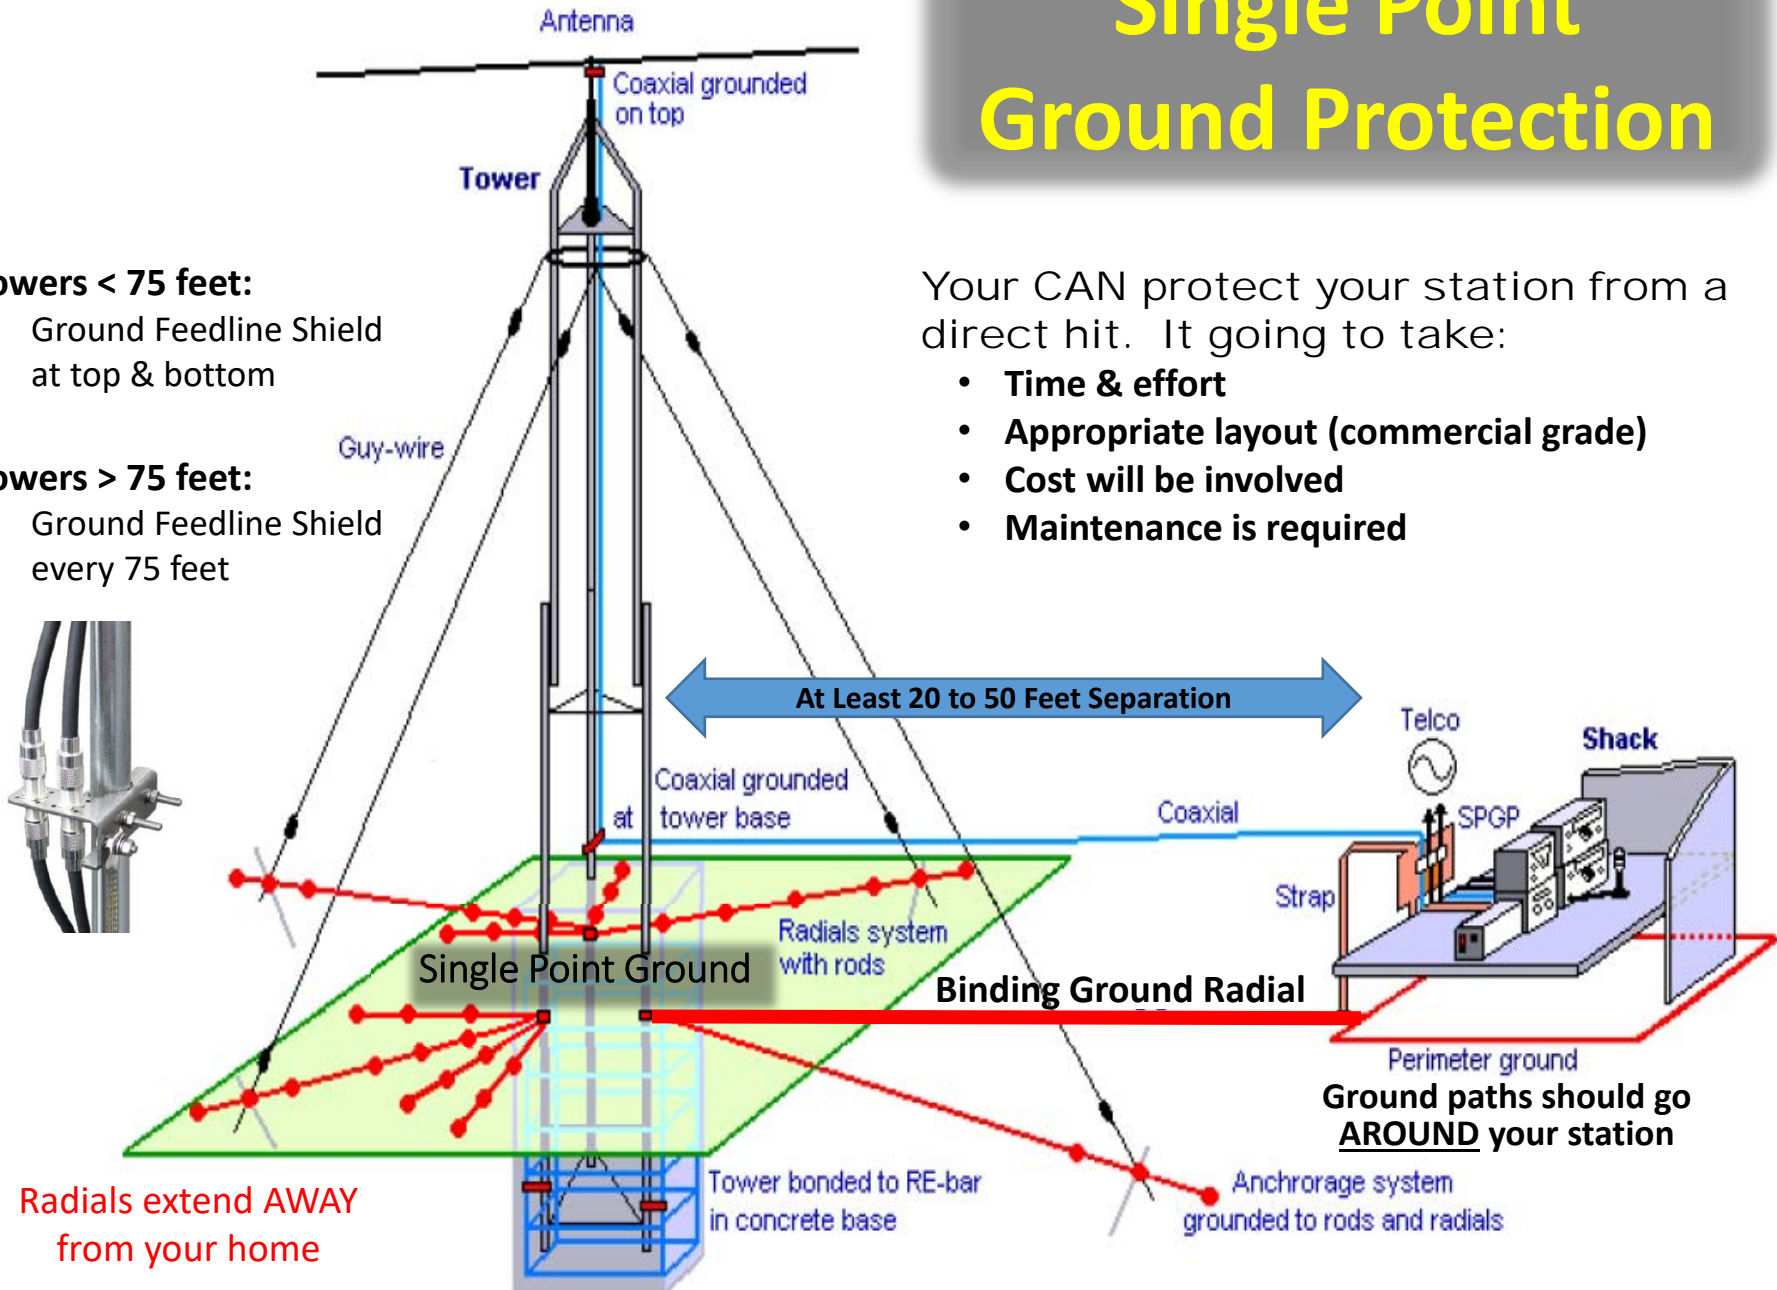 Single Point
Ground Protection
Antenna
Coaxial grounded
on top
Tower
owers < 75 feet:
Ground Feedline Shield
at top & bottom
owers > 75 feet:
Ground Feedline Shield
every 75 feet
Guy-wire
Your CAN protect your station from a
direct hit. It going to take:
• Time & effort
• Appropriate layout (commercial grade)
• Cost will be involved
• Maintenance is required
At Least 20 to 50 Feet Separation
Telco
Shack
SPGP
Coaxial
Strap
Coaxial grounded
at tower base
Radials system
with rods
Single Point Ground
Binding Ground Radial
Perimeter ground
Ground paths should go
AROUND your station
Radials extend AWAY
from your home
Tower bonded to RE-bar
in concrete base
Anchrorage system
grounded to rods and radials